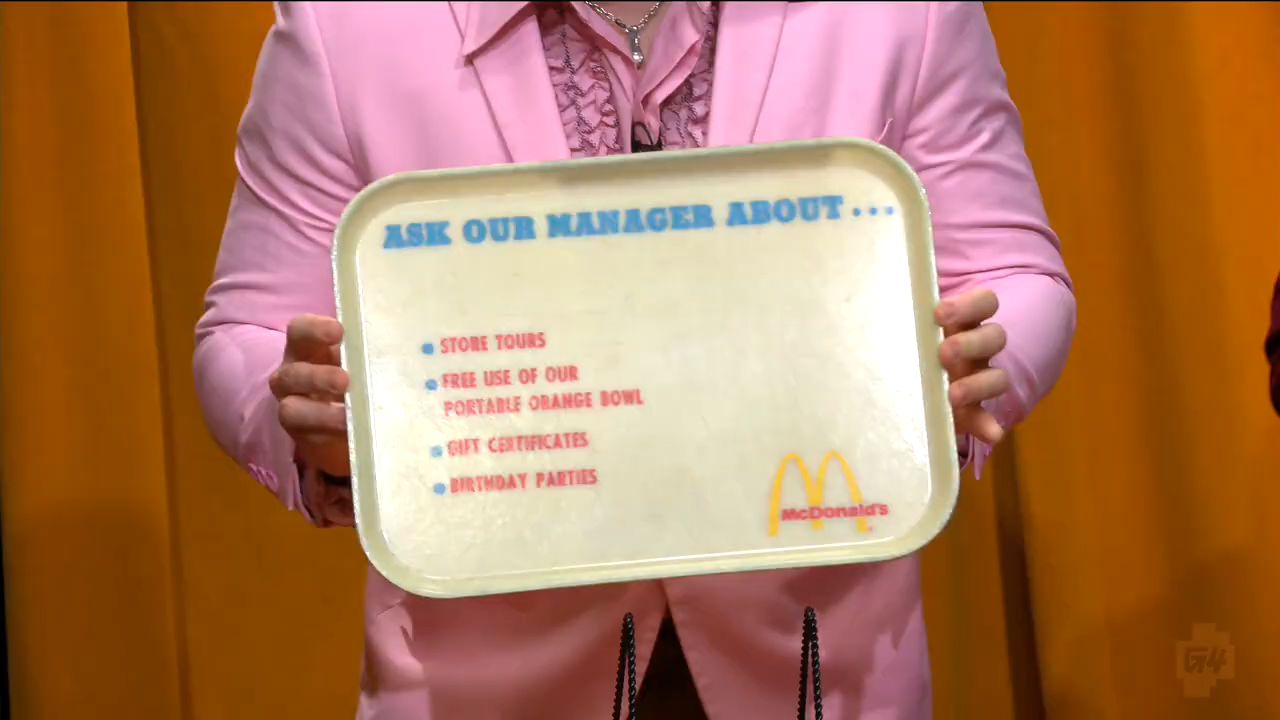 ASK OUR MANAGER ABOUT...
• STORE TOURS
• FREE USE OF OUR
PORTABLE ORANGE BOWL
• GIFT CERTIFICATES
• BIRTHDAY PARTIES
McDonald's
G4